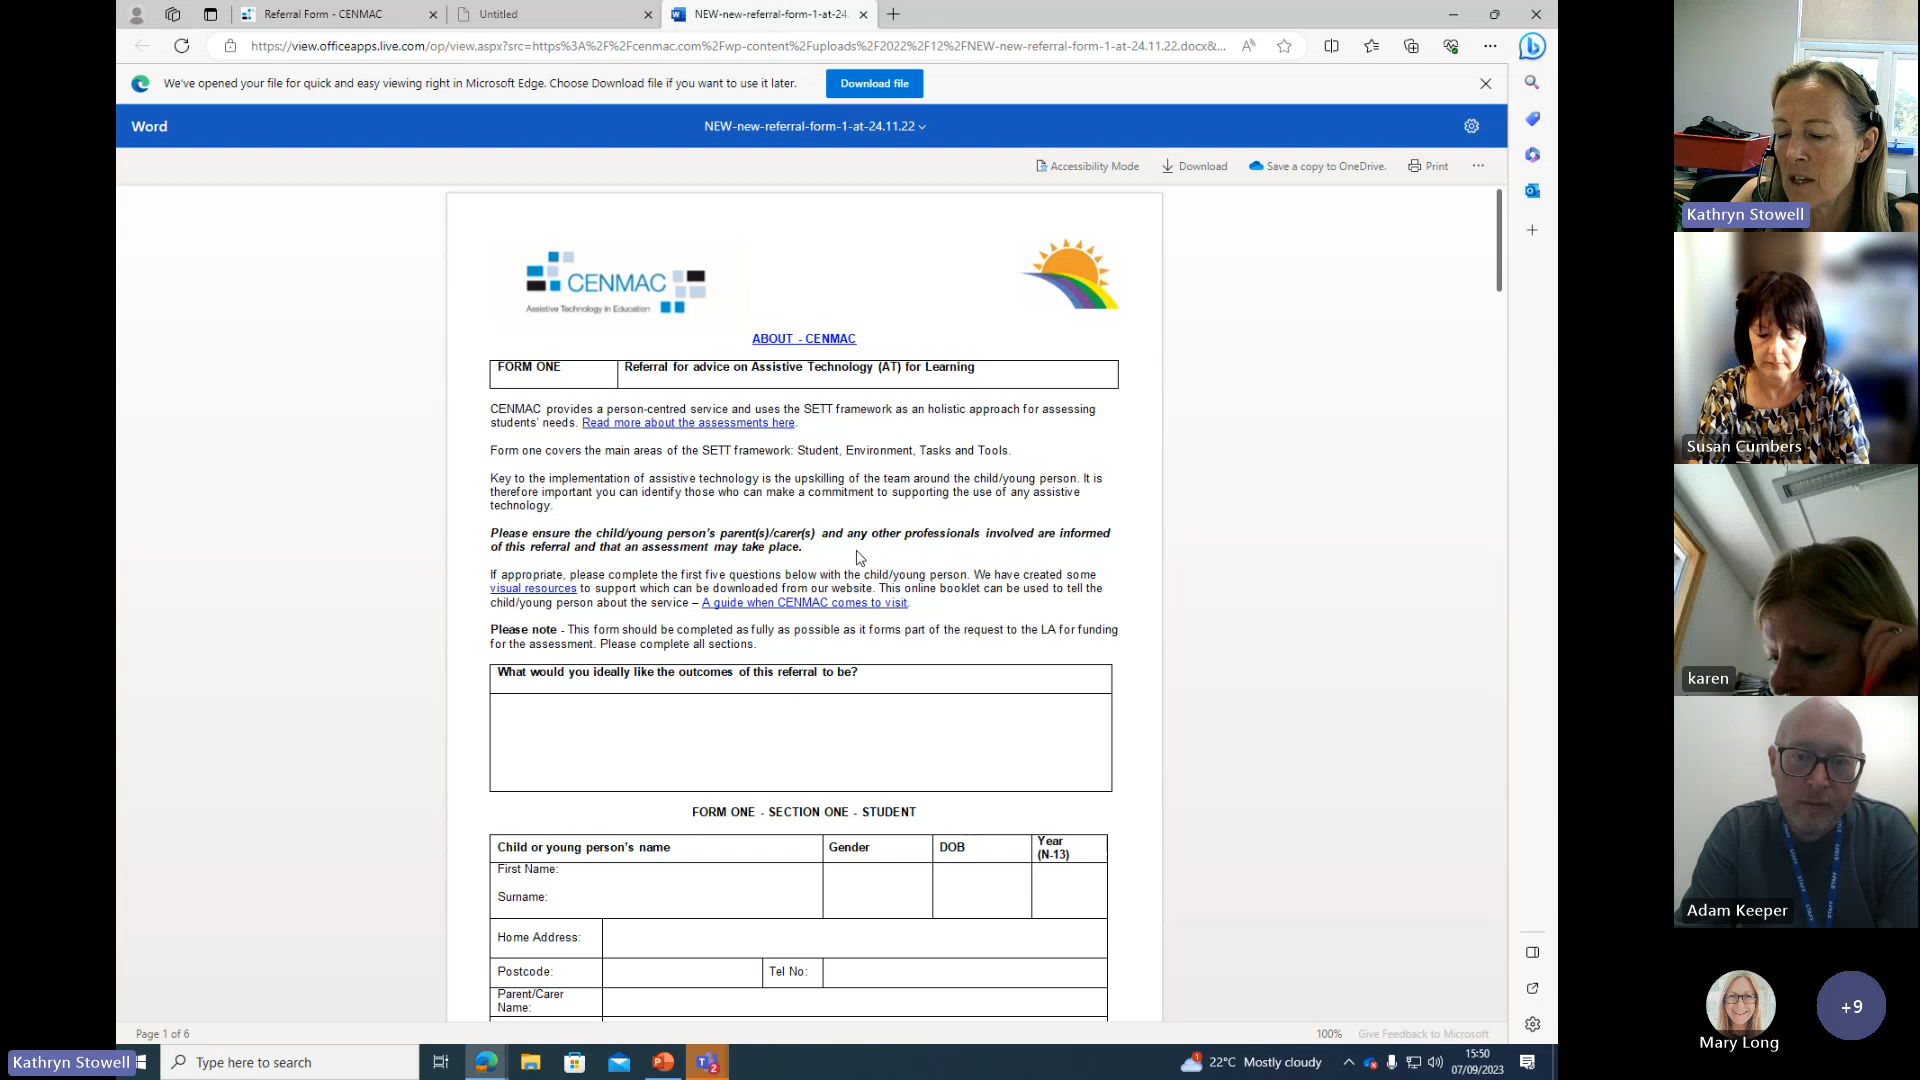 Referral Form - CENMAC
Untitled
NEW-new-referral-form-1-at-24.
https://view.officeapps.live.com/op/view.aspx?src=https%3A%2F%2Fcenmac.com%2Fwp-content%2Fuploads%2F2022%2F12%2FNEW-new-referral-form-1-at-24.11.22.docx&...
We've opened your file for quick and easy viewing right in Microsoft Edge. Choose Download file if you want to use it later.
Download file
Word
NEW-new-referral-form-1-at-24.11.22
Accessibility Mode
Download
Save a copy to OneDrive.
Print
CENMAC
Assistive Technology in Education
ABOUT - CENMAC
FORM ONE
Referral for advice on Assistive Technology (AT) for Learning
CENMAC provides a person-centred service and uses the SETT framework as an holistic approach for assessing
students' needs. Read more about the assessments here.
Form one covers the main areas of the SETT framework: Student, Environment, Tasks and Tools.
Key to the implementation of assistive technology is the upskilling of the team around the child/young person. It is
therefore important you can identify those who can make a commitment to supporting the use of any assistive
technology.
Please ensure the child/young person's parent(s)/carer(s) and any other professionals involved are informed
of this referral and that an assessment may take place.
If appropriate, please complete the first five questions below with the child/young person. We have created some
visual resources to support which can be downloaded from our website. This online booklet can be used to tell the
child/young person about the service – A guide when CENMAC comes to visit.
Please note - This form should be completed as fully as possible as it forms part of the request to the LA for funding
for the assessment. Please complete all sections.
What would you ideally like the outcomes of this referral to be?
FORM ONE - SECTION ONE - STUDENT
Child or young person's name
Gender
DOB
Year
(N-13)
First Name:
Surname:
Home Address:
Postcode:
Tel No:
Parent/Carer
Name:
Page 1 of 6
100%
Give Feedback to Microsoft
Kathryn Stowell
Type here to search
22°C Mostly cloudy
15:50
07/09/2023
Kathryn Stowell
Susan Cumbers
karen
STAFF
STAFF
Adam Keeper
Mary Long
+9